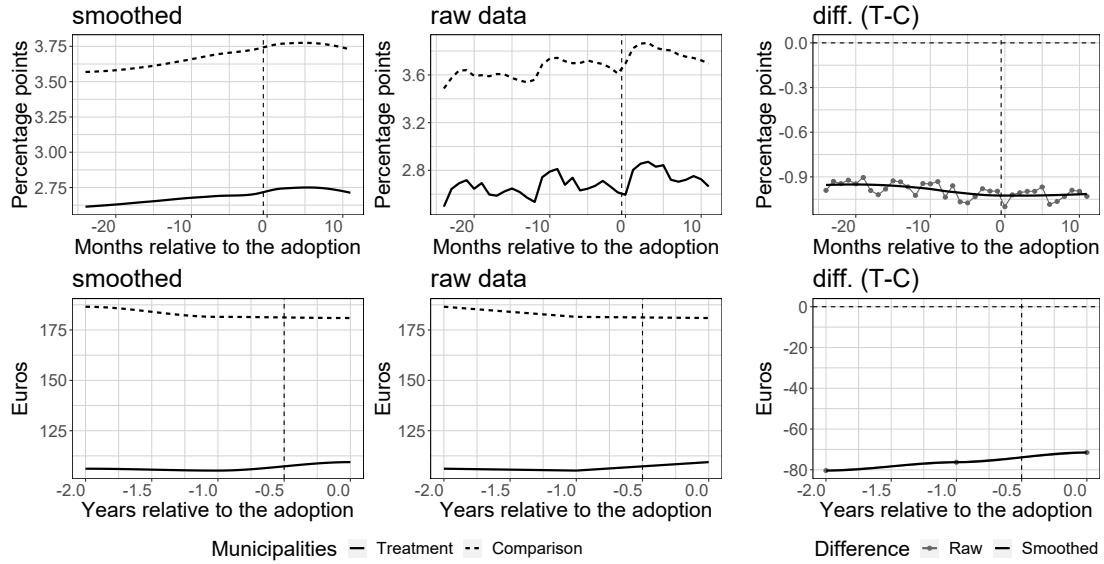 smoothed
raw data
diff. (T-C)
Percentage points
3.75
3.50
3.25
3.00
2.75
-20
-10
0
10
Months relative to the adoption
Percentage points
3.6
3.2
2.8
-20
-10
0
10
Months relative to the adoption
Percentage points
0.0
-0.3
-0.6
-0.9
-20
-10
0
10
Months relative to the adoption
smoothed
raw data
diff. (T-C)
Euros
175
150
125
-2.0
-1.5
-1.0
-0.5
0.0
Years relative to the adoption
Euros
175
150
125
-2.0
-1.5
-1.0
-0.5
0.0
Years relative to the adoption
Euros
0
-20
-40
-60
-80
-2.0
-1.5
-1.0
-0.5
0.0
Years relative to the adoption
Municipalities Treatment Comparison
Difference Raw Smoothed